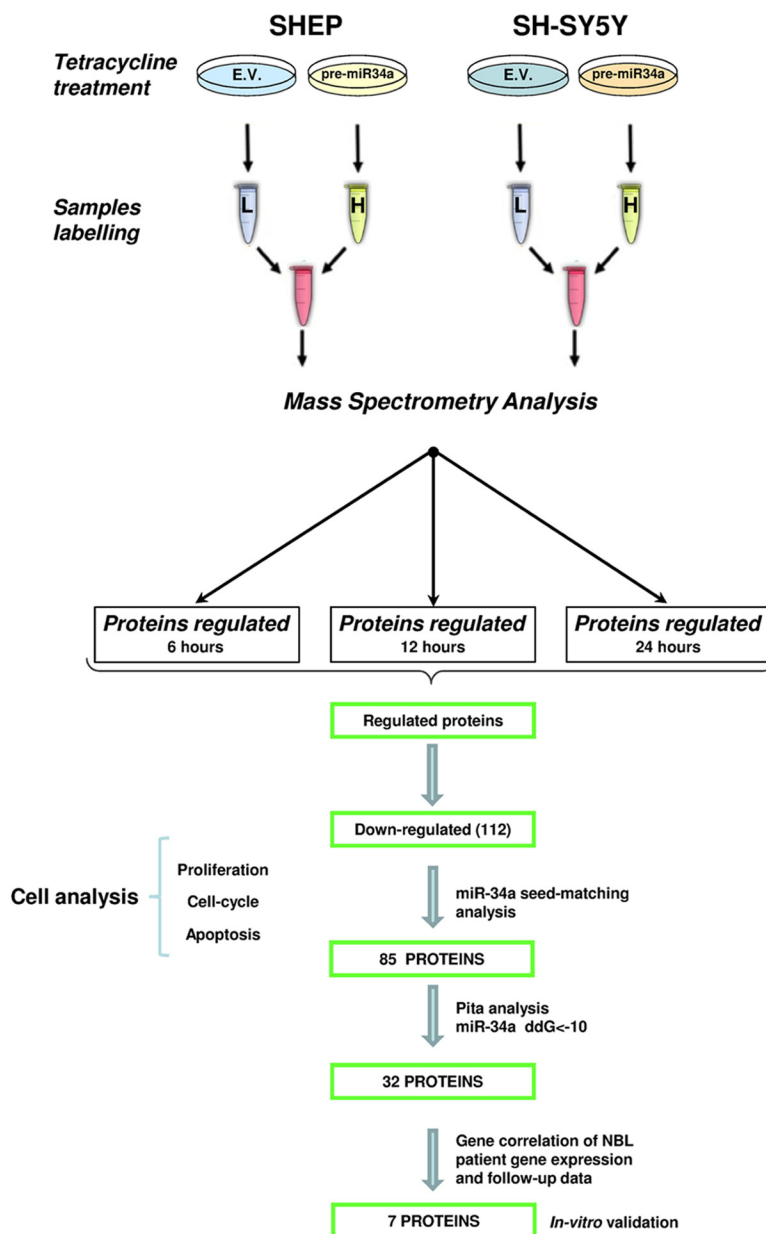 SHEP SH-SY5Y
Tetracycline
treatment
E.V. pre-miR34a E.V. pre-miR34a
Samples
labelling
L H L H
Mass Spectrometry Analysis
Proteins regulated
6 hours
Proteins regulated
12 hours
Proteins regulated
24 hours
Regulated proteins
Down-regulated (112)
Cell analysis
Proliferation
Cell-cycle
Apoptosis
miR-34a seed-matching
analysis
85 PROTEINS
Pita analysis
miR-34a ddG<-10
32 PROTEINS
Gene correlation of NBL
patient gene expression
and follow-up data
7 PROTEINS
In-vitro validation